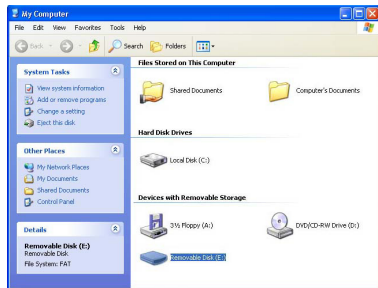 My Computer
File Edit View Favorites Tools Help
Back Search Folders
System Tasks
View system information
Add or remove programs
Change a setting
Eject this disk
Other Places
My Network Places
My Documents
Shared Documents
Control Panel
Details
Removable Disk (E:)
Removable Disk
File System: FAT
Files Stored on This Computer
Shared Documents Computer's Documents
Hard Disk Drives
Local Disk (C:)
Devices with Removable Storage
3½ Floppy (A:) DVD/CD-RW Drive (D:)
Removable Disk (E:)